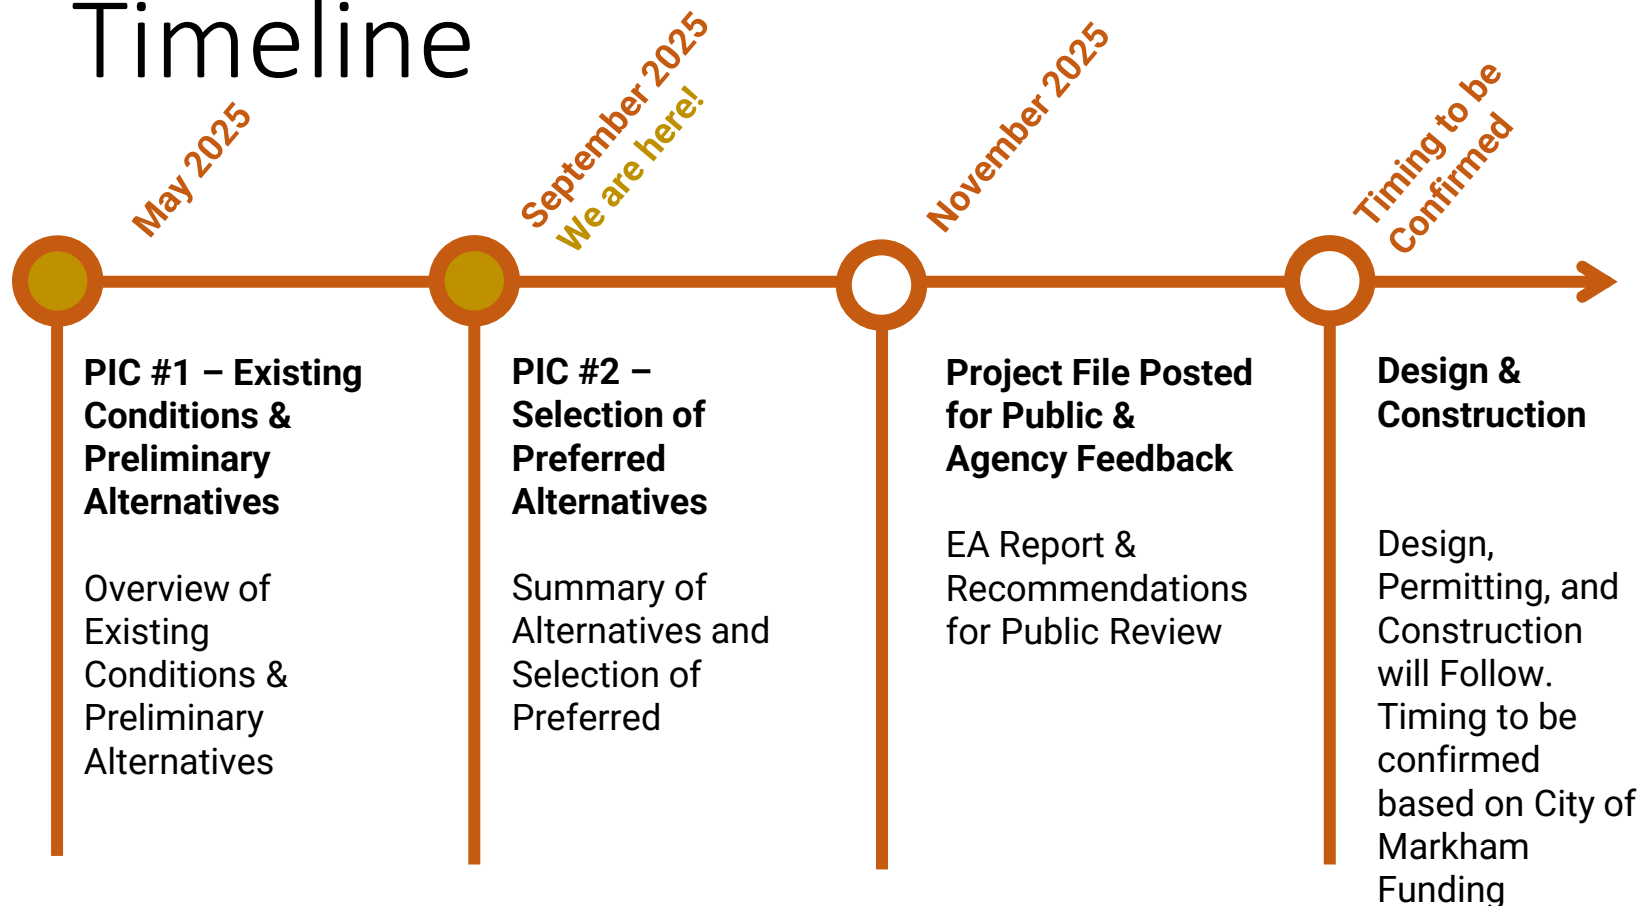 Timeline
May 2025
September 2025
We are here!
November 2025
Timing to be
Confirmed
PIC #1 – Existing
Conditions &
Preliminary
Alternatives
Overview of
Existing
Conditions &
Preliminary
Alternatives
PIC #2 –
Selection of
Preferred
Alternatives
Summary of
Alternatives and
Selection of
Preferred
Project File Posted
for Public &
Agency Feedback
EA Report &
Recommendations
for Public Review
Design &
Construction
Design,
Permitting, and
Construction
will Follow.
Timing to be
confirmed
based on City of
Markham
Funding